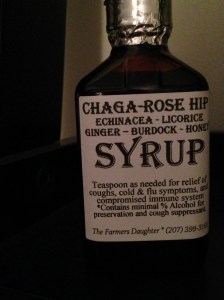 CHAGA-ROSE HIP
ECHINACEA - LICORICE
GINGER – BURDOCK - HONEY
SYRUP
Teaspoon as needed for relief of
coughs, cold & flu symptoms, and
compromised immune system
*Contains minimal % Alcohol for
preservation and cough suppressant.
The Farmers Daughter * (207)